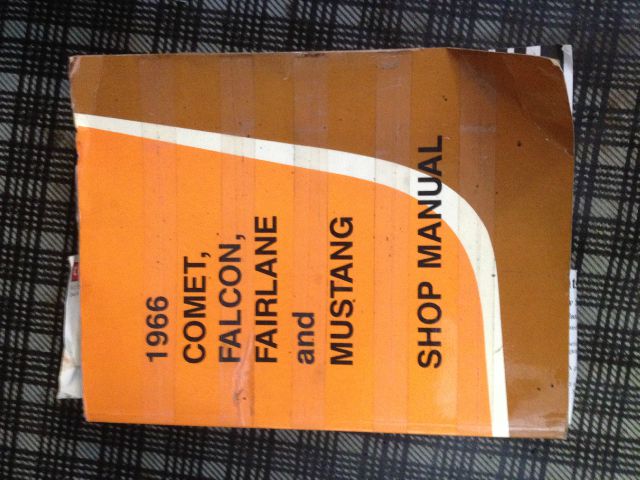 1966
COMET,
FALCON,
FAIRLANE
and
MUSTANG
SHOP MANUAL